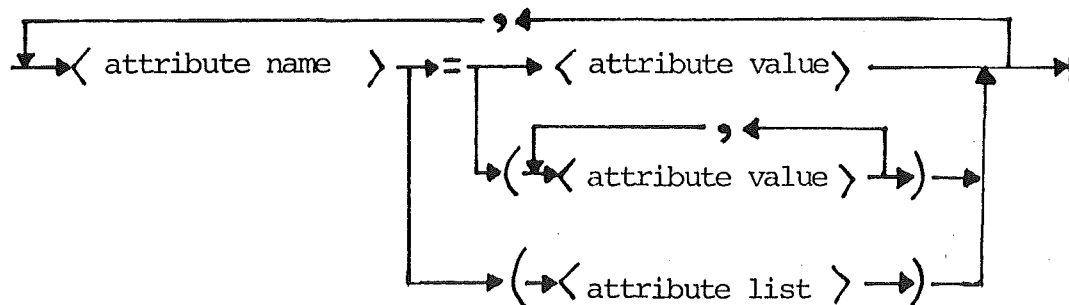 ,
< attribute name > = < attribute value >
,
( < attribute value > )
( < attribute list > )